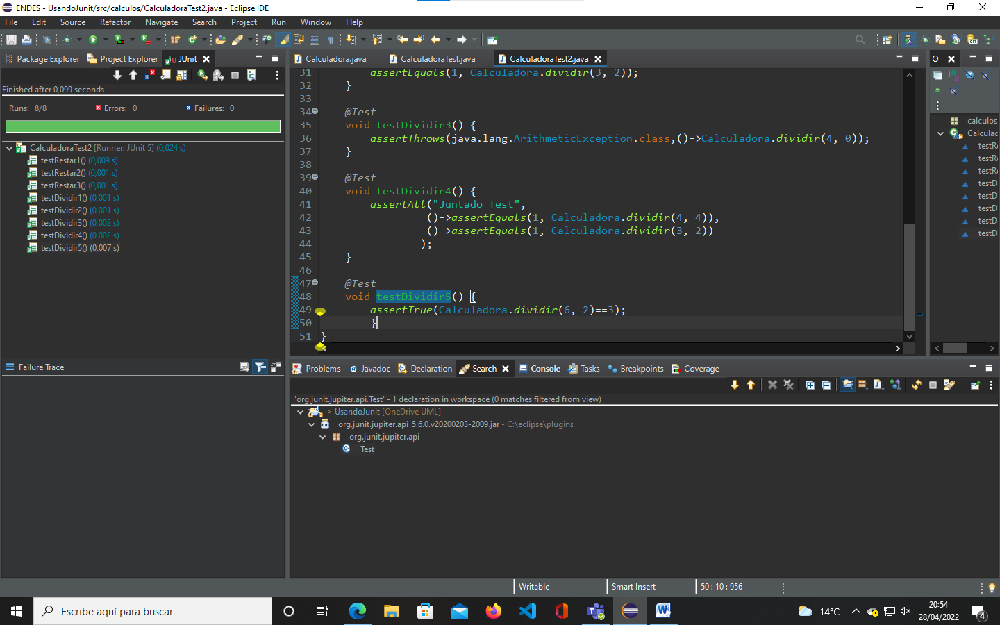 ENDES - UsandoJunit/src/calculos/CalculadoraTest2.java - Eclipse IDE
File Edit Source Refactor Navigate Search Project Run Window Help
Package Explorer Project Explorer JUnit
Calculadora.java CalculadoraTest.java CalculadoraTest2.java
O
Finished after 0,099 seconds
Runs: 8/8 Errors: 0 Failures: 0
CalculadoraTest2 [Runner: JUnit 5] (0,024 s)
testRestar1() (0,009 s)
testRestar2() (0,001 s)
testRestar3() (0,001 s)
testDividir1() (0,001 s)
testDividir2() (0,001 s)
testDividir3() (0,002 s)
testDividir4() (0,002 s)
testDividir5() (0,007 s)
Failure Trace
31 assertEquals(1, Calculadora.dividir(3, 2));
32 }
33
34 @Test
35 void testDividir3() {
36 assertThrows(java.lang.ArithmeticException.class,()->Calculadora.dividir(4, 0));
37 }
38
39 @Test
40 void testDividir4() {
41 assertAll("Juntado Test",
42 ()->assertEquals(1, Calculadora.dividir(4, 4)),
43 ()->assertEquals(1, Calculadora.dividir(3, 2))
44 );
45 }
46
47 @Test
48 void testDividir5() {
49 assertTrue(Calculadora.dividir(6, 2)==3);
50 }
51 }
calculos
Calculac
testR
testR
testR
testD
testD
testD
testD
testD
Problems Javadoc Declaration Search Console Tasks Breakpoints Coverage
'org.junit.jupiter.api.Test' - 1 declaration in workspace (0 matches filtered from view)
> UsandoJunit [OneDrive UML]
org.junit.jupiter.api_5.6.0.v20200203-2009.jar - C:\eclipse\plugins
org.junit.jupiter.api
Test
Writable Smart Insert 50 : 10 : 956
Escribe aquí para buscar
14°C
20:54
28/04/2022
4